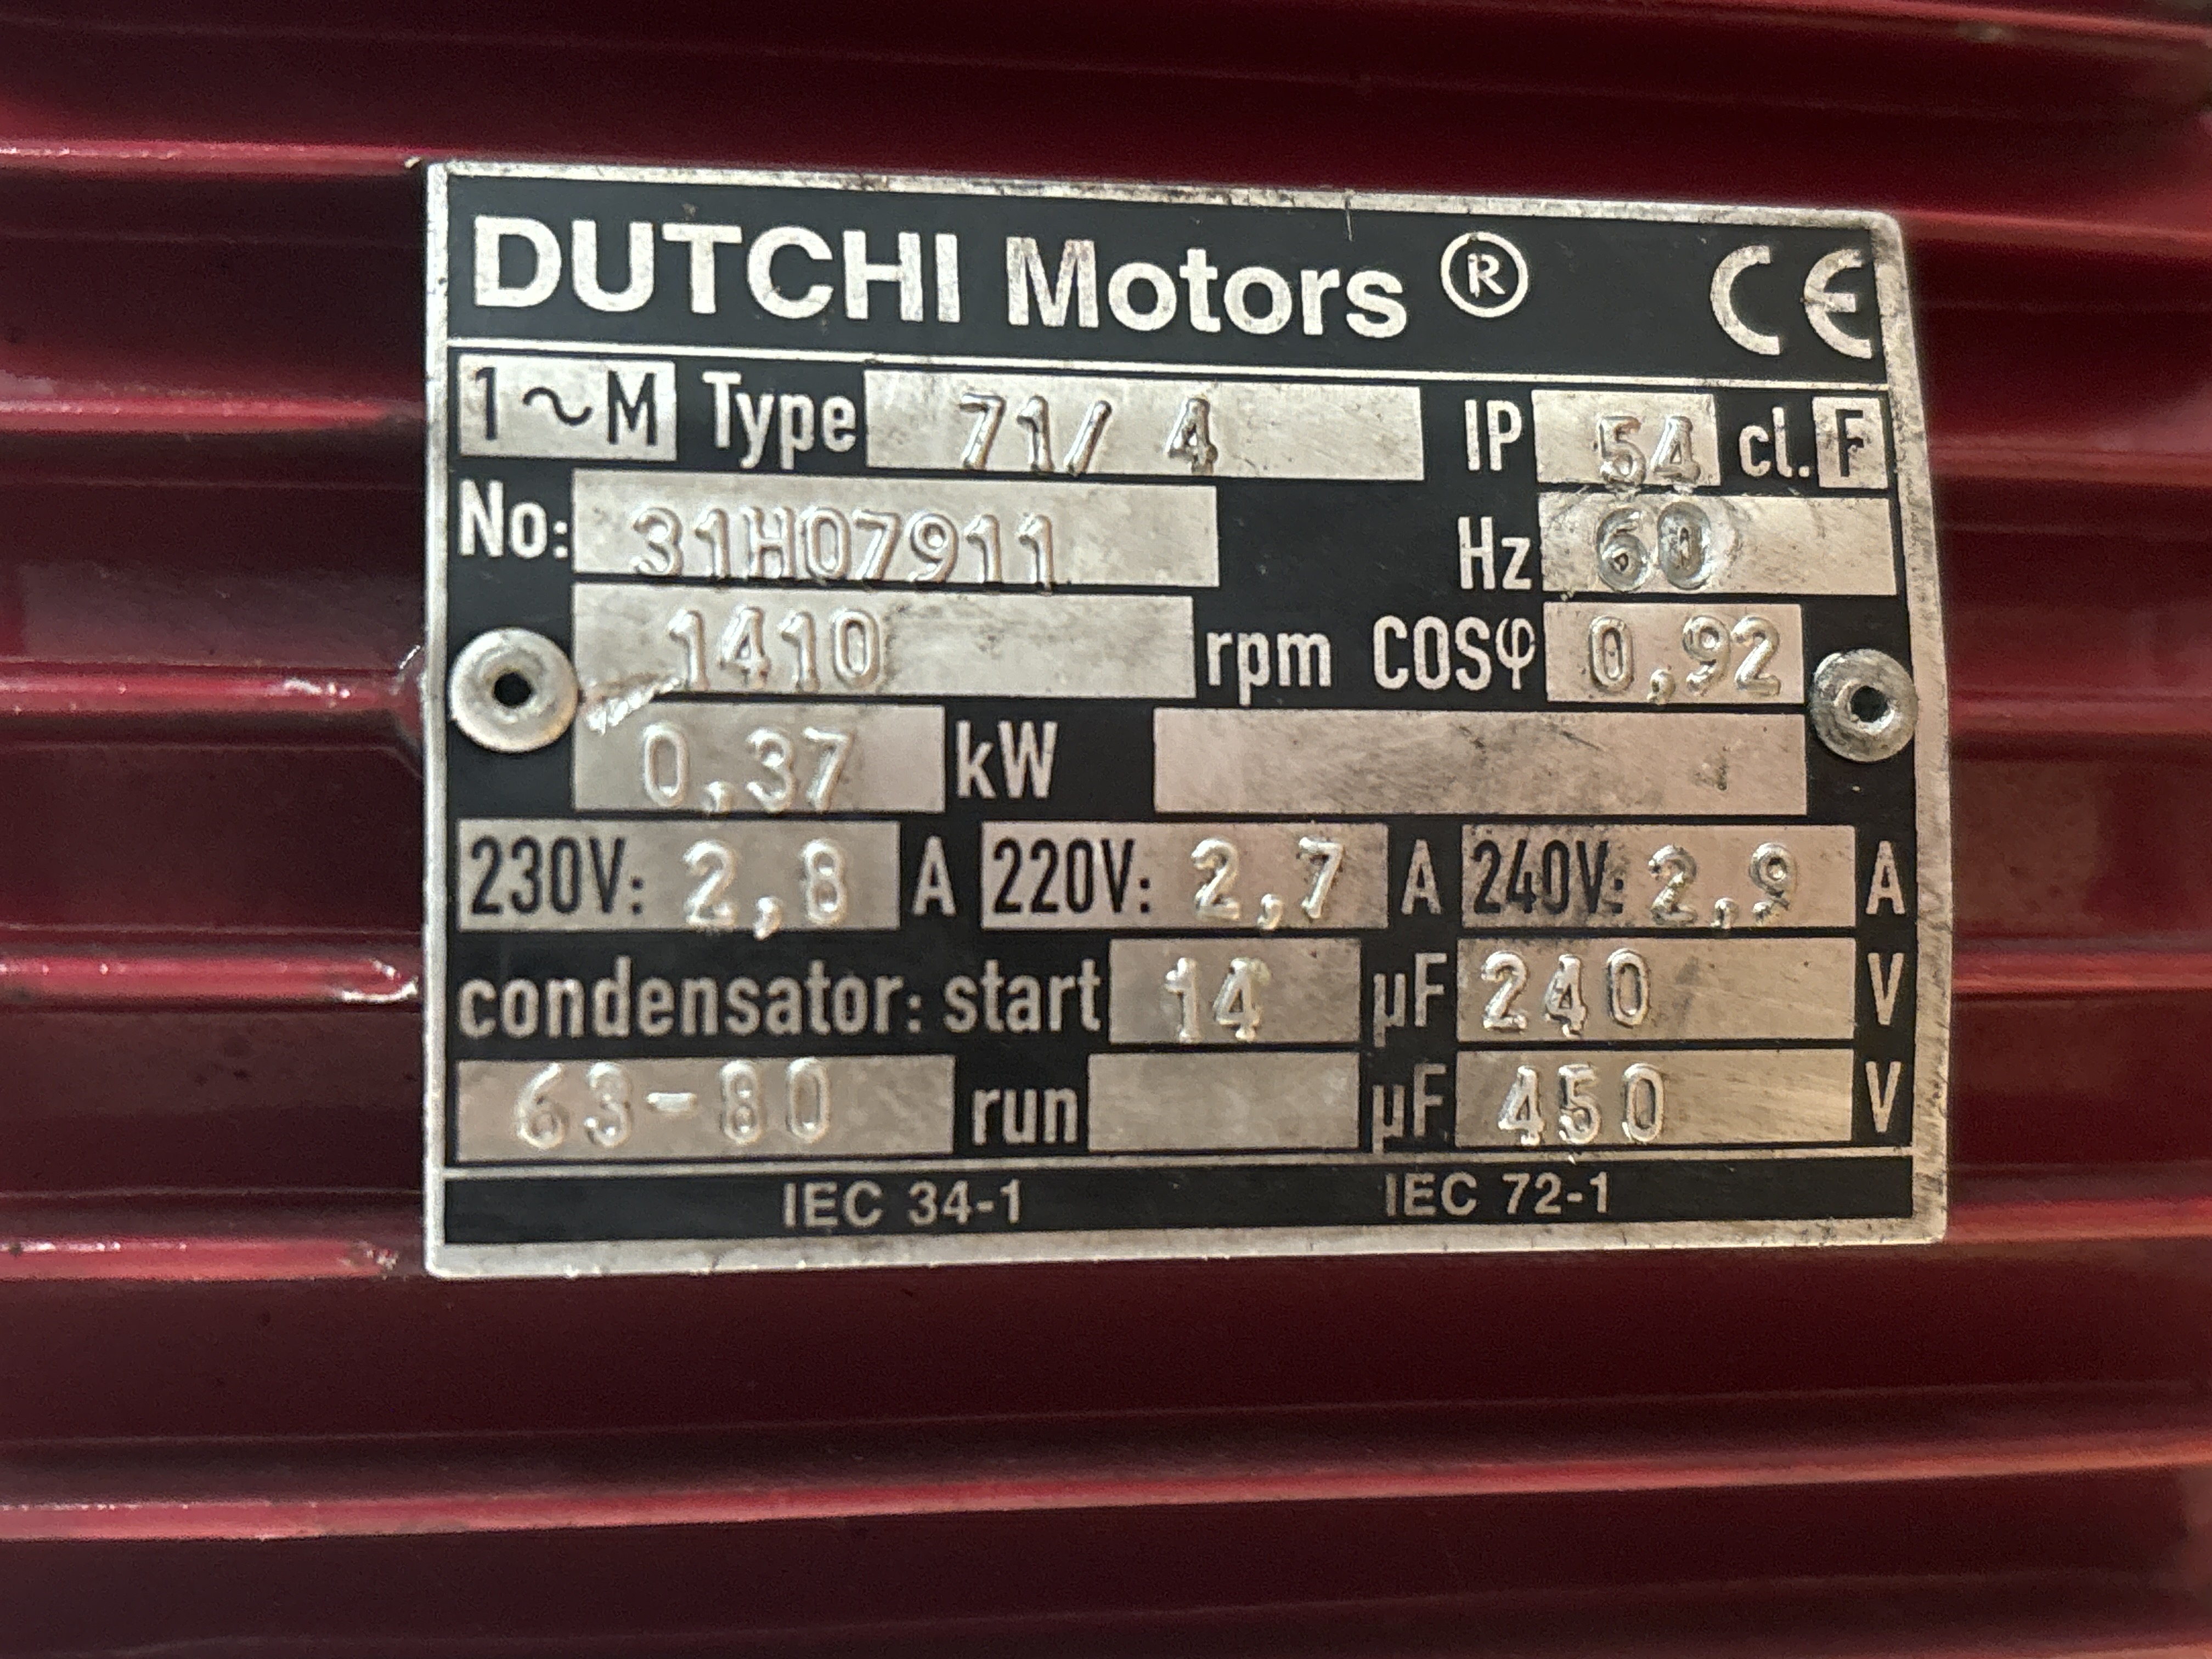 DUTCHI Motors ® CE
1~M Type 71/ 4 IP 54 cl. F
No: 31H07911 Hz 60
1410 rpm COSφ 0,92
0,37 kW
230V: 2,8 A 220V: 2,7 A 240V: 2,9 A
condensator: start 14 µF 240 V
63-80 run µF 450 V
IEC 34-1 IEC 72-1